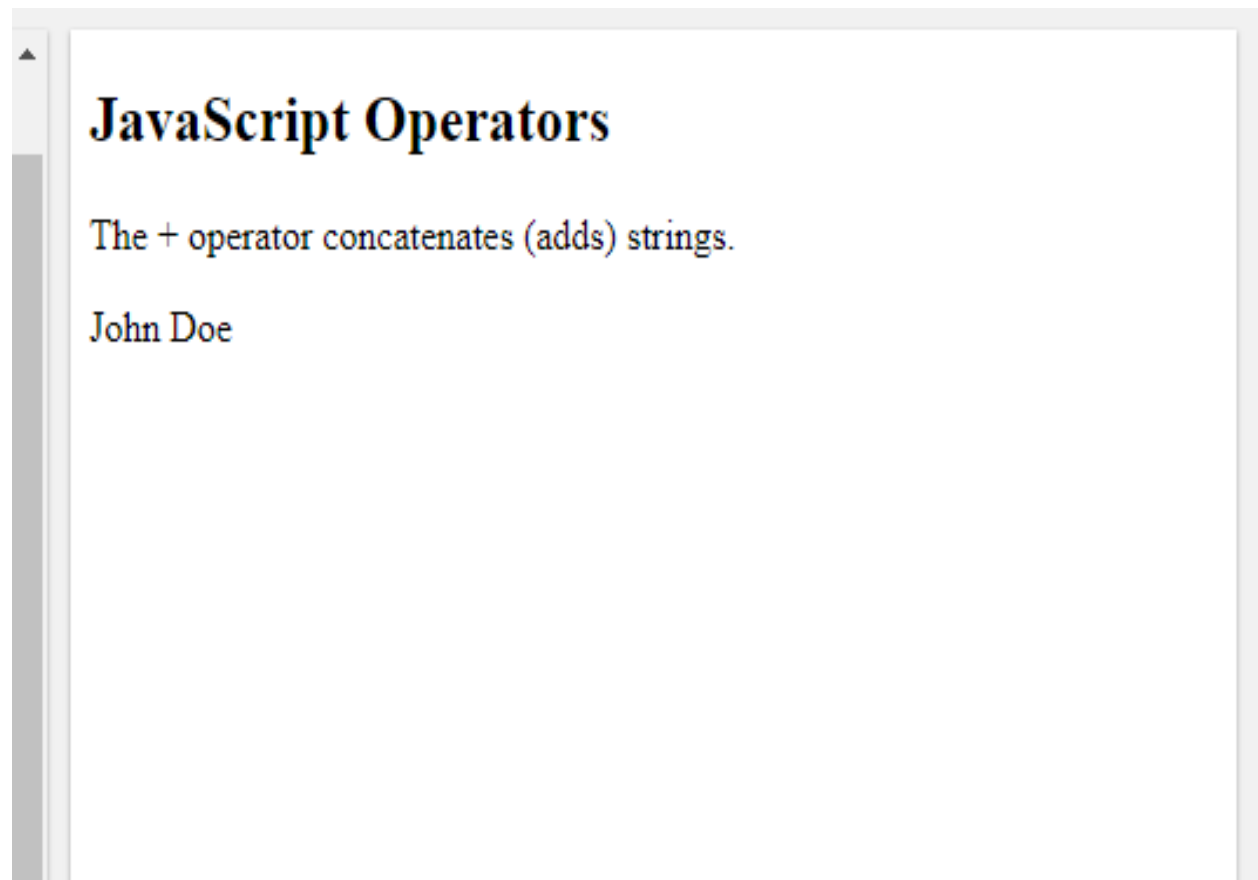 JavaScript Operators
The + operator concatenates (adds) strings.
John Doe